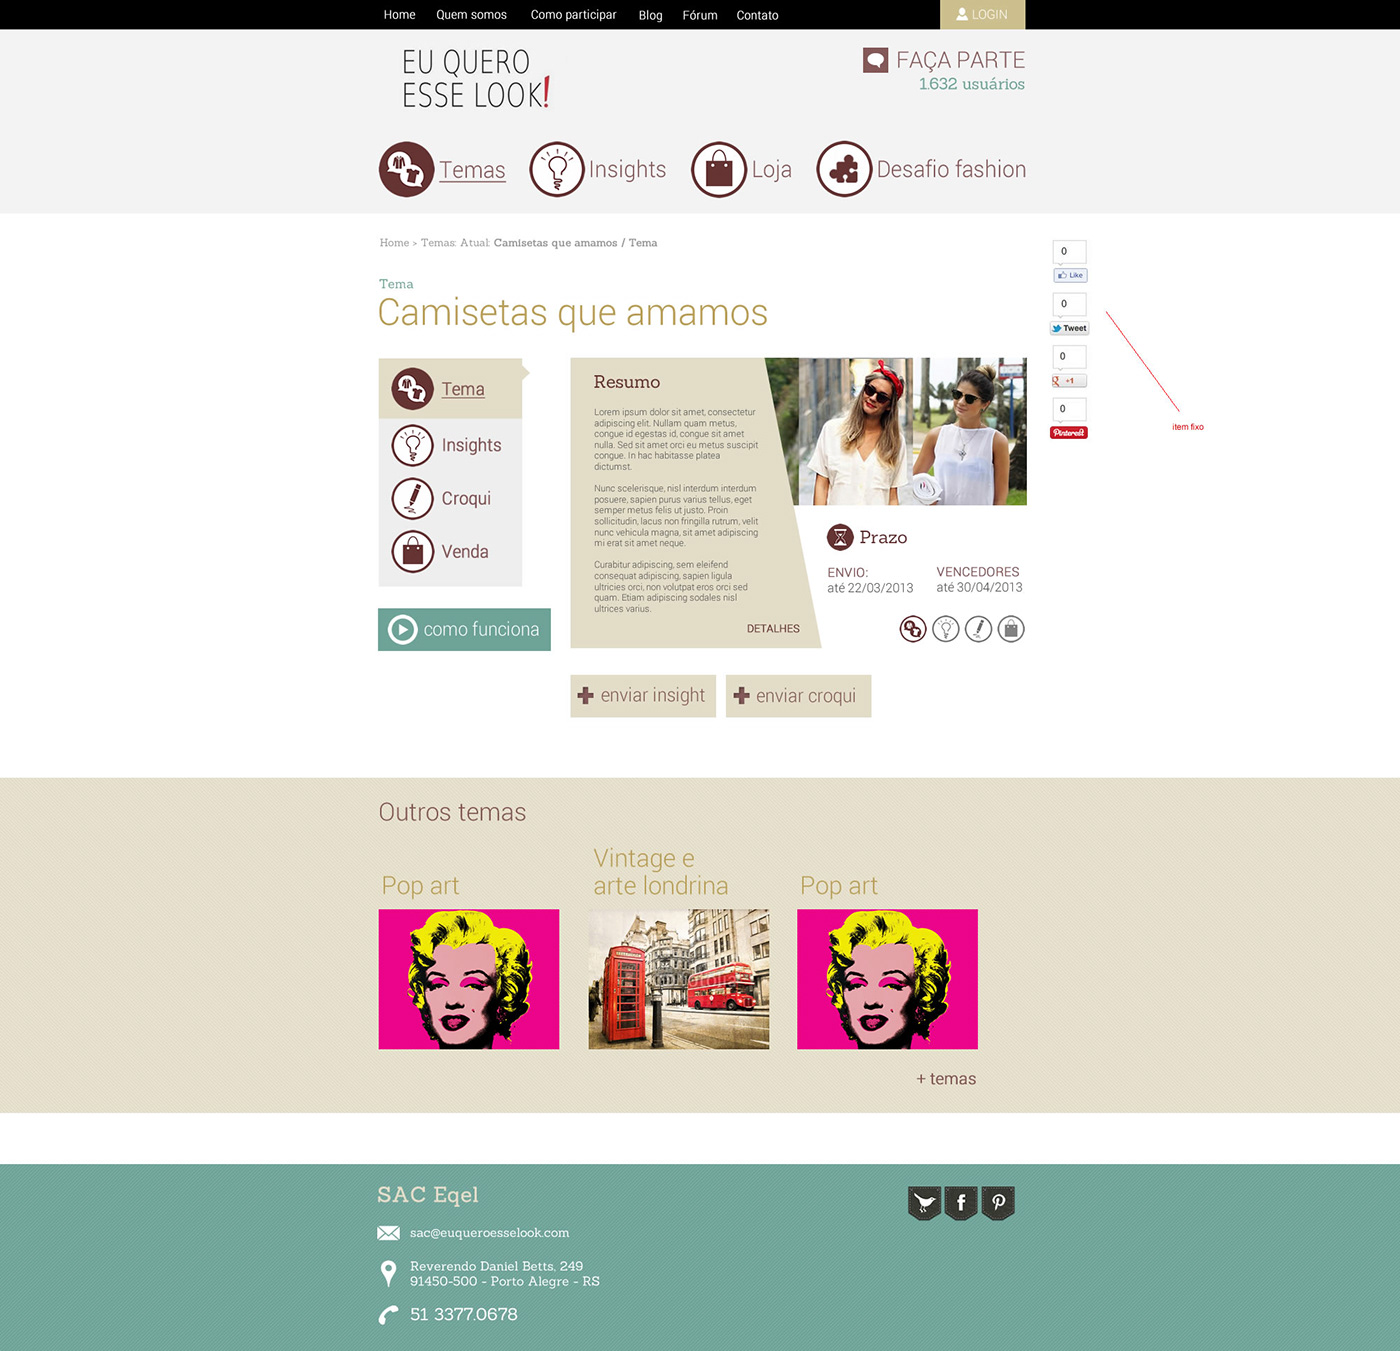 Home Quem somos Como participar Blog Fórum Contato LOGIN
EU QUERO
ESSE LOOK!
FAÇA PARTE
1.632 usuários
Temas Insights Loja Desafio fashion
Home > Temas: Atual: Camisetas que amamos / Tema
Tema
Camisetas que amamos
Tema
Insights
Croqui
Venda
como funciona
Resumo
Lorem ipsum dolor sit amet, consectetur
adipiscing elit. Nullam quam metus,
congue id egestas id, congue sit amet
nulla. Sed sit amet orci eu metus suscipit
congue. In hac habitasse platea
dictumst.
Nunc scelerisque, nisl interdum interdum
posuere, sapien purus varius tellus, eget
semper metus felis ut justo. Proin
sollicitudin, lacus non fringilla rutrum, velit
nunc vehicula magna, sit amet adipiscing
mi erat sit amet neque.
Curabitur adipiscing, sem eleifend
consequat adipiscing, sapien ligula
ultricies orci, non volutpat eros orci sed
quam. Etiam adipiscing sodales nisl
ultrices varius.
DETALHES
Prazo
ENVIO:
até 22/03/2013
VENCEDORES
até 30/04/2013
enviar insight
enviar croqui
0
Like
0
Tweet
0
+1
0
Pinterest
item fixo
Outros temas
Pop art
Vintage e
arte londrina
Pop art
+ temas
SAC Eqel
sac@euqueroesselook.com
Reverendo Daniel Betts, 249
91450-500 - Porto Alegre - RS
51 3377.0678